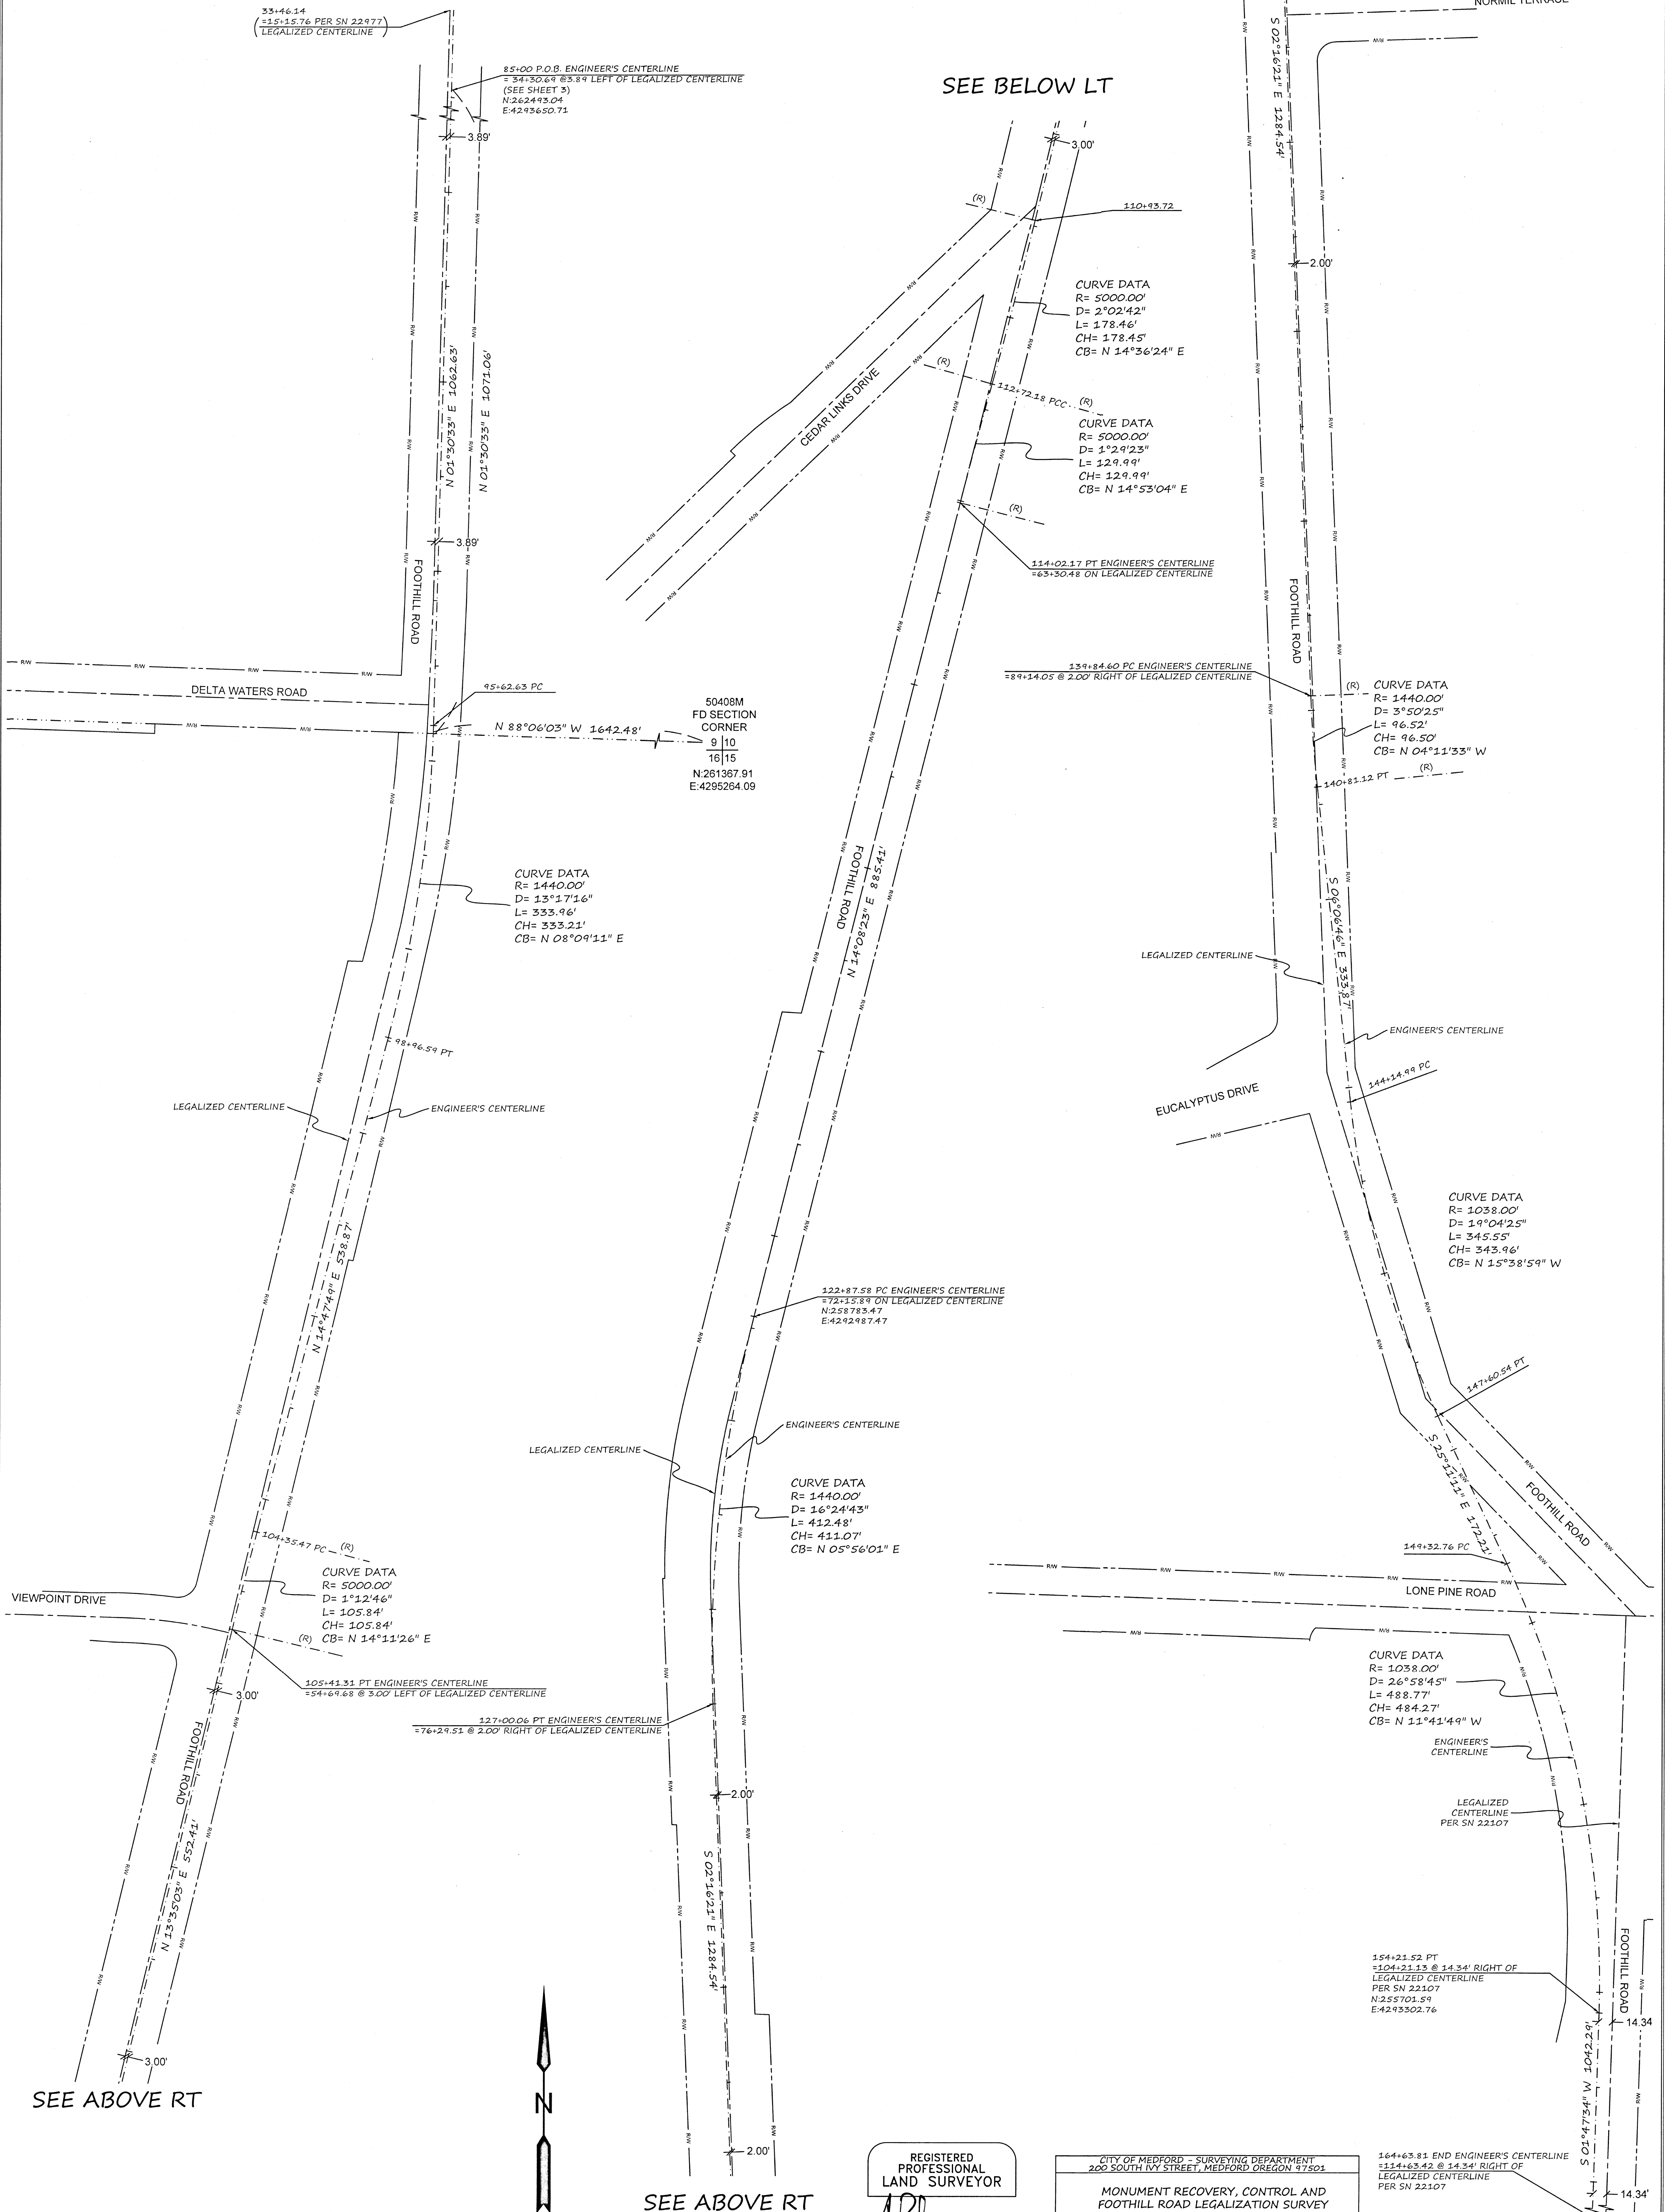 33+46.14
(=15+15.76 PER SN 22977)
LEGALIZED CENTERLINE
85+00 P.O.B. ENGINEER'S CENTERLINE
= 34+30.69 @3.89 LEFT OF LEGALIZED CENTERLINE
(SEE SHEET 3)
N:262493.04
E:4293650.71
3.89'
R/W
R/W
N 01°30'33" E 1062.63'
N 01°30'33" E 1071.06'
3.89'
FOOTHILL ROAD
R/W
R/W
R/W
R/W
DELTA WATERS ROAD
95+62.63 PC
N 88°06'03" W 1642.48'
50408M
FD SECTION
CORNER
9 10
16 15
N:261367.91
E:4295264.09
CURVE DATA
R= 1440.00'
D= 13°17'16"
L= 333.96'
CH= 333.21'
CB= N 08°09'11" E
98+96.59 PT
LEGALIZED CENTERLINE
ENGINEER'S CENTERLINE
N 14°47'49" E 538.87'
104+35.47 PC (R)
CURVE DATA
R= 5000.00'
D= 1°12'46"
L= 105.84'
CH= 105.84'
(R) CB= N 14°11'26" E
VIEWPOINT DRIVE
105+41.31 PT ENGINEER'S CENTERLINE
=54+69.68 @ 3.00' LEFT OF LEGALIZED CENTERLINE
3.00'
FOOTHILL ROAD
N 13°35'03" E 552.41'
3.00'
SEE ABOVE RT
N
SEE BELOW LT
3.00'
(R)
110+93.72
CURVE DATA
R= 5000.00'
D= 2°02'42"
L= 178.46'
CH= 178.45'
CB= N 14°36'24" E
CEDAR LINKS DRIVE
(R)
112+72.18 PCC (R)
CURVE DATA
R= 5000.00'
D= 1°29'23"
L= 129.99'
CH= 129.99'
CB= N 14°53'04" E
(R)
114+02.17 PT ENGINEER'S CENTERLINE
=63+30.48 ON LEGALIZED CENTERLINE
FOOTHILL ROAD
N 14°08'23" E 885.41'
122+87.58 PC ENGINEER'S CENTERLINE
=72+15.89 ON LEGALIZED CENTERLINE
N:258783.47
E:4292987.47
ENGINEER'S CENTERLINE
LEGALIZED CENTERLINE
CURVE DATA
R= 1440.00'
D= 16°24'43"
L= 412.48'
CH= 411.07'
CB= N 05°56'01" E
127+00.06 PT ENGINEER'S CENTERLINE
=76+29.51 @ 2.00' RIGHT OF LEGALIZED CENTERLINE
2.00'
S 02°16'21" E 1284.54'
2.00'
SEE ABOVE RT
NORMIL TERRACE
S 02°16'21" E 1284.54'
2.00'
FOOTHILL ROAD
139+84.60 PC ENGINEER'S CENTERLINE
=89+14.05 @ 2.00' RIGHT OF LEGALIZED CENTERLINE
(R) CURVE DATA
R= 1440.00'
D= 3°50'25"
L= 96.52'
CH= 96.50'
CB= N 04°11'33" W
140+81.12 PT (R)
S 06°06'46" E 333.87'
LEGALIZED CENTERLINE
ENGINEER'S CENTERLINE
144+14.99 PC
EUCALYPTUS DRIVE
CURVE DATA
R= 1038.00'
D= 19°04'25"
L= 345.55'
CH= 343.96'
CB= N 15°38'59" W
147+60.54 PT
S 25°11'11" E 172.21'
FOOTHILL ROAD
149+32.76 PC
LONE PINE ROAD
CURVE DATA
R= 1038.00'
D= 26°58'45"
L= 488.77'
CH= 484.27'
CB= N 11°41'49" W
ENGINEER'S
CENTERLINE
LEGALIZED
CENTERLINE
PER SN 22107
FOOTHILL ROAD
154+21.52 PT
=104+21.13 @ 14.34' RIGHT OF
LEGALIZED CENTERLINE
PER SN 22107
N:255701.59
E:4293302.76
14.34
S 01°47'34" W 1042.29'
164+63.81 END ENGINEER'S CENTERLINE
=114+63.42 @ 14.34' RIGHT OF
LEGALIZED CENTERLINE
PER SN 22107
14.34'
REGISTERED
PROFESSIONAL
LAND SURVEYOR
CITY OF MEDFORD - SURVEYING DEPARTMENT
200 SOUTH IVY STREET, MEDFORD OREGON 97501
MONUMENT RECOVERY, CONTROL AND
FOOTHILL ROAD LEGALIZATION SURVEY